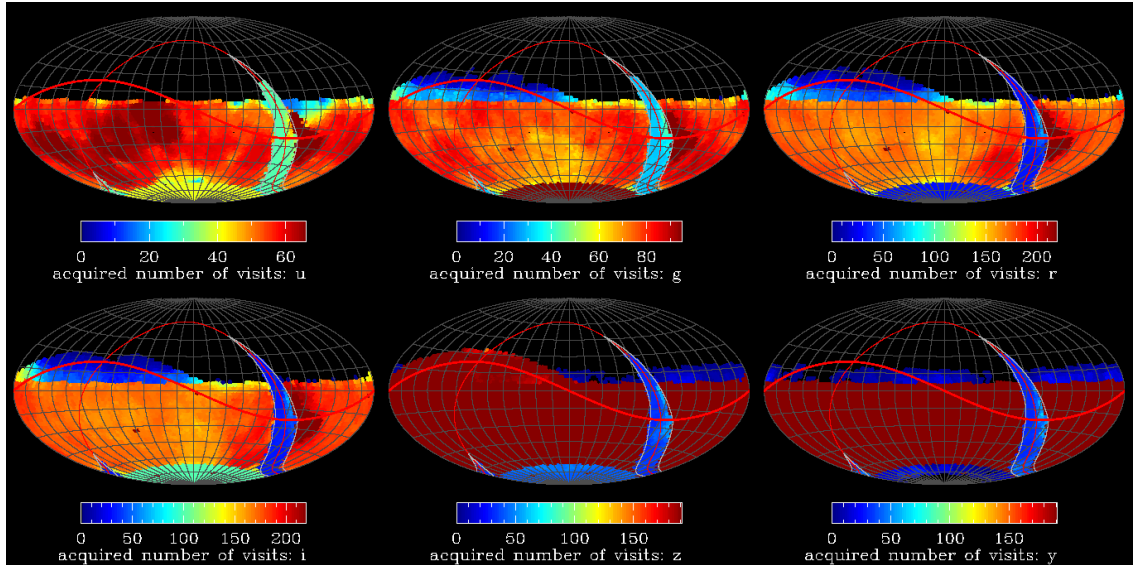 0 20 40 60
acquired number of visits: u
0 20 40 60 80
acquired number of visits: g
0 50 100 150 200
acquired number of visits: r
0 50 100 150 200
acquired number of visits: i
0 50 100 150
acquired number of visits: z
0 50 100 150
acquired number of visits: y